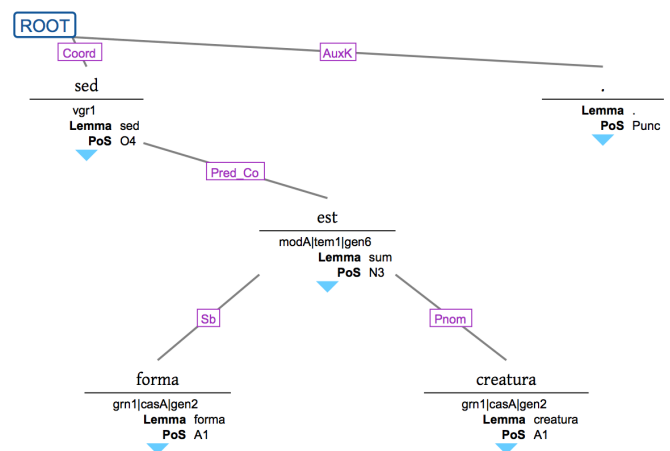 ROOT
Coord
AuxK
sed
vgr1
Lemma sed
PoS O4
.
Lemma .
PoS Punc
Pred_Co
est
modA|tem1|gen6
Lemma sum
PoS N3
Sb
Pnom
forma
grn1|casA|gen2
Lemma forma
PoS A1
creatura
grn1|casA|gen2
Lemma creatura
PoS A1